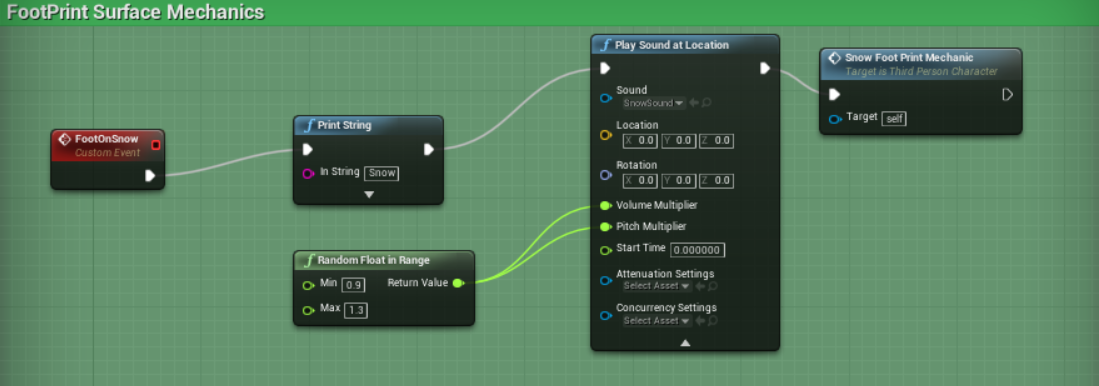 FootPrint Surface Mechanics
FootOnSnow
Custom Event
Print String
In String Snow
Random Float in Range
Min 0.9 Return Value
Max 1.3
Play Sound at Location
Sound
SnowSound
Location
X 0.0 Y 0.0 Z 0.0
Rotation
X 0.0 Y 0.0 Z 0.0
Volume Multiplier
Pitch Multiplier
Start Time 0.000000
Attenuation Settings
Select Asset
Concurrency Settings
Select Asset
Snow Foot Print Mechanic
Target is Third Person Character
Target self